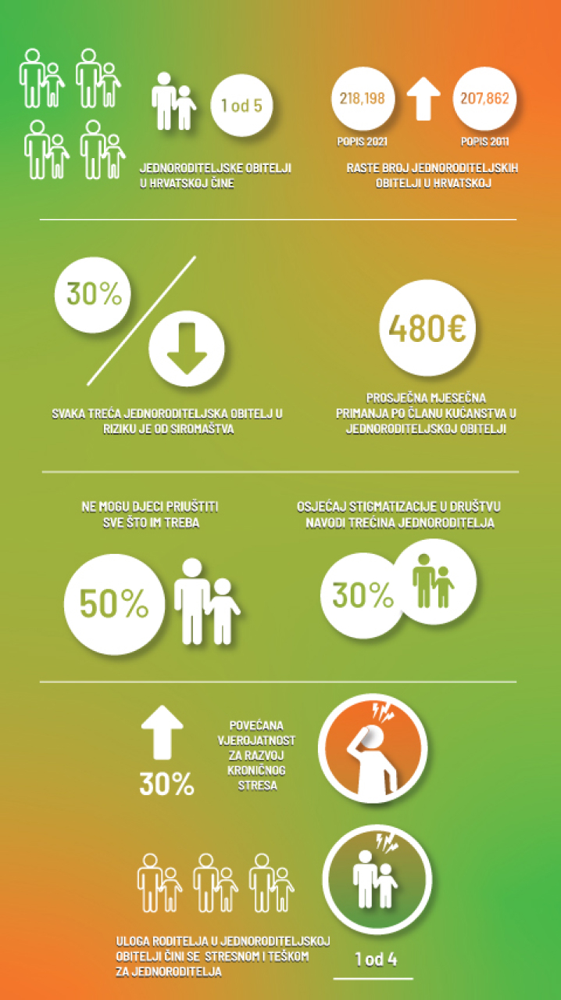 1 od 5
JEDNORODITELJSKE OBITELJI
U HRVATSKOJ ČINE
218,198
207,862
POPIS 2021
POPIS 2011
RASTE BROJ JEDNORODITELJSKIH
OBITELJI U HRVATSKOJ
30%
SVAKA TREĆA JEDNORODITELJSKA OBITELJ U
RIZIKU JE OD SIROMAŠTVA
480€
PROSJEČNA MJESEČNA
PRIMANJA PO ČLANU KUĆANSTVA U
JEDNORODITELJSKOJ OBITELJI
NE MOGU DJECI PRIUŠTITI
SVE ŠTO IM TREBA
50%
OSJEĆAJ STIGMATIZACIJE U DRUŠTVU
NAVODI TREĆINA JEDNORODITELJA
30%
30%
POVEĆANA
VJEROJATNOST
ZA RAZVOJ
KRONIČNOG
STRESA
ULOGA RODITELJA U JEDNORODITELJSKOJ
OBITELJI ČINI SE STRESNOM I TEŠKOM
ZA JEDNORODITELJA
1 od 4